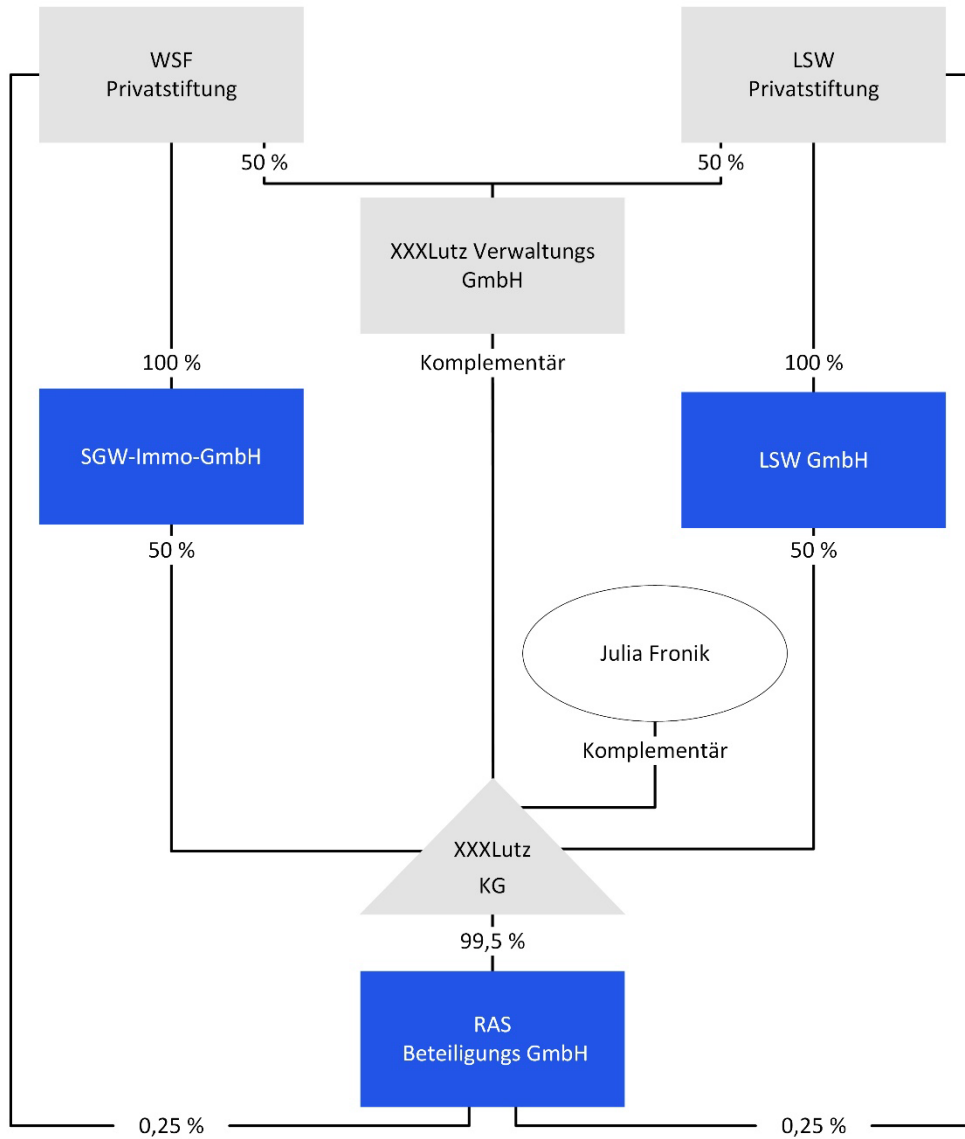 WSF
Privatstiftung
LSW
Privatstiftung
50 %
50 %
XXXLutz Verwaltungs
GmbH
100 %
Komplementär
100 %
SGW-Immo-GmbH
LSW GmbH
50 %
50 %
Julia Fronik
Komplementär
XXXLutz
KG
99,5 %
RAS
Beteiligungs GmbH
0,25 %
0,25 %